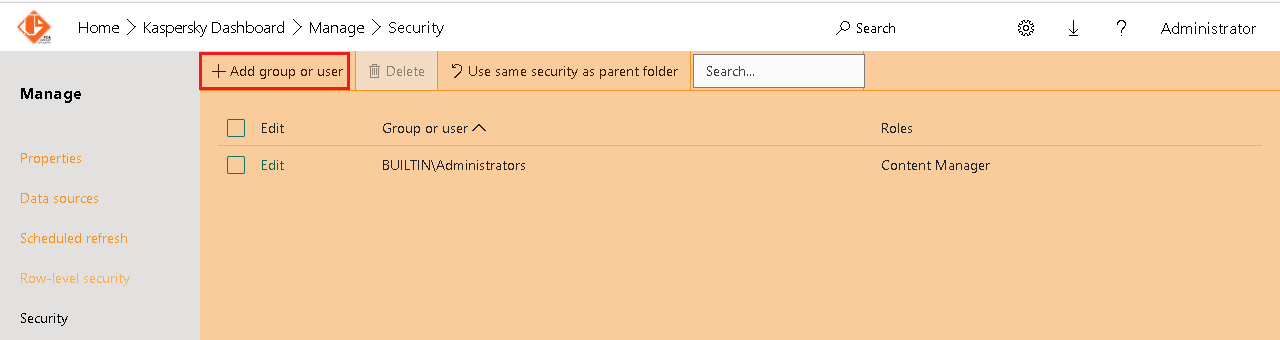 Home > Kaspersky Dashboard > Manage > Security
Search
?
Administrator
Manage
Properties
Data sources
Scheduled refresh
Row-level security
Security
+ Add group or user
Delete
Use same security as parent folder
Search...
Edit Group or user Roles
Edit BUILTIN\Administrators Content Manager